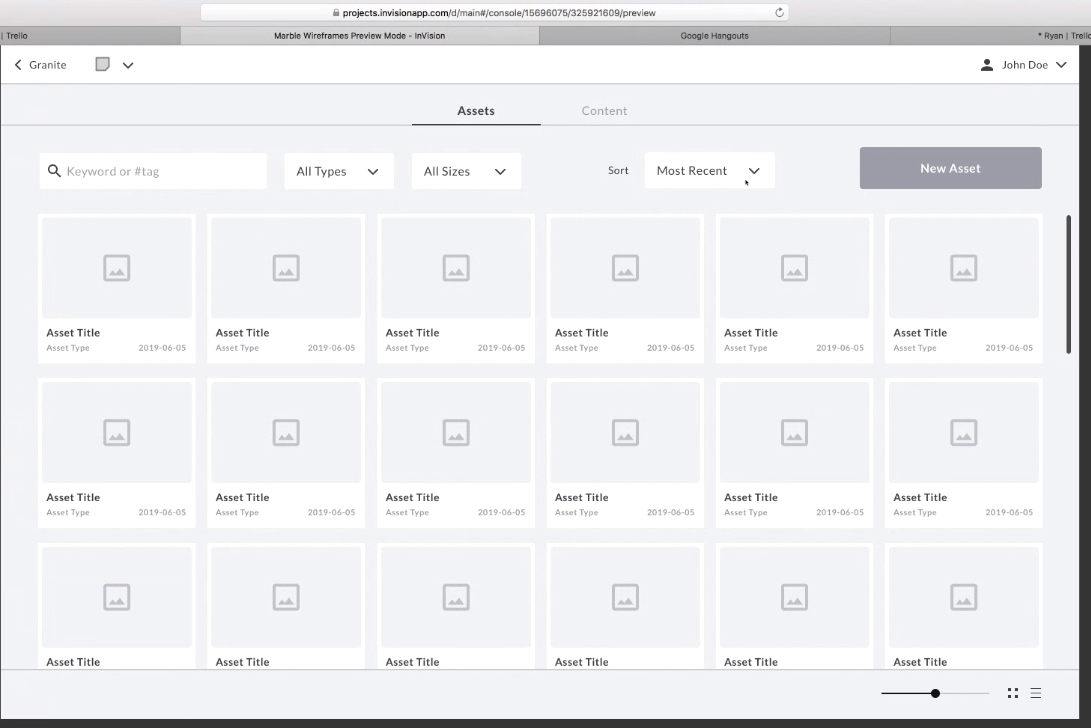 projects.invisionapp.com/d/main#/console/15696075/325921609/preview
| Trello
Marble Wireframes Preview Mode - InVision
Google Hangouts
* Ryan | Trello
Granite
John Doe
Assets
Content
Keyword or #tag
All Types
All Sizes
Sort
Most Recent
New Asset
Asset Title
Asset Title
Asset Title
Asset Title
Asset Title
Asset Title
Asset Type 2019-06-05
Asset Type 2019-06-05
Asset Type 2019-06-05
Asset Type 2019-06-05
Asset Type 2019-06-05
Asset Type 2019-06-05
Asset Title
Asset Title
Asset Title
Asset Title
Asset Title
Asset Title
Asset Type 2019-06-05
Asset Type 2019-06-05
Asset Type 2019-06-05
Asset Type 2019-06-05
Asset Type 2019-06-05
Asset Type 2019-06-05
Asset Title
Asset Title
Asset Title
Asset Title
Asset Title
Asset Title